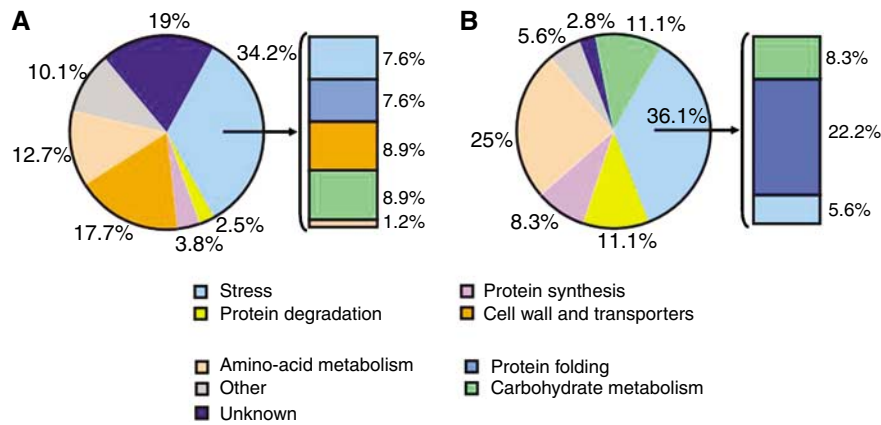 A
19%
34.2%
10.1%
12.7%
17.7%
3.8%
2.5%
7.6%
7.6%
8.9%
8.9%
1.2%
B
2.8%
11.1%
5.6%
36.1%
25%
8.3%
11.1%
8.3%
22.2%
5.6%
Stress
Protein degradation
Protein synthesis
Cell wall and transporters
Amino-acid metabolism
Other
Unknown
Protein folding
Carbohydrate metabolism